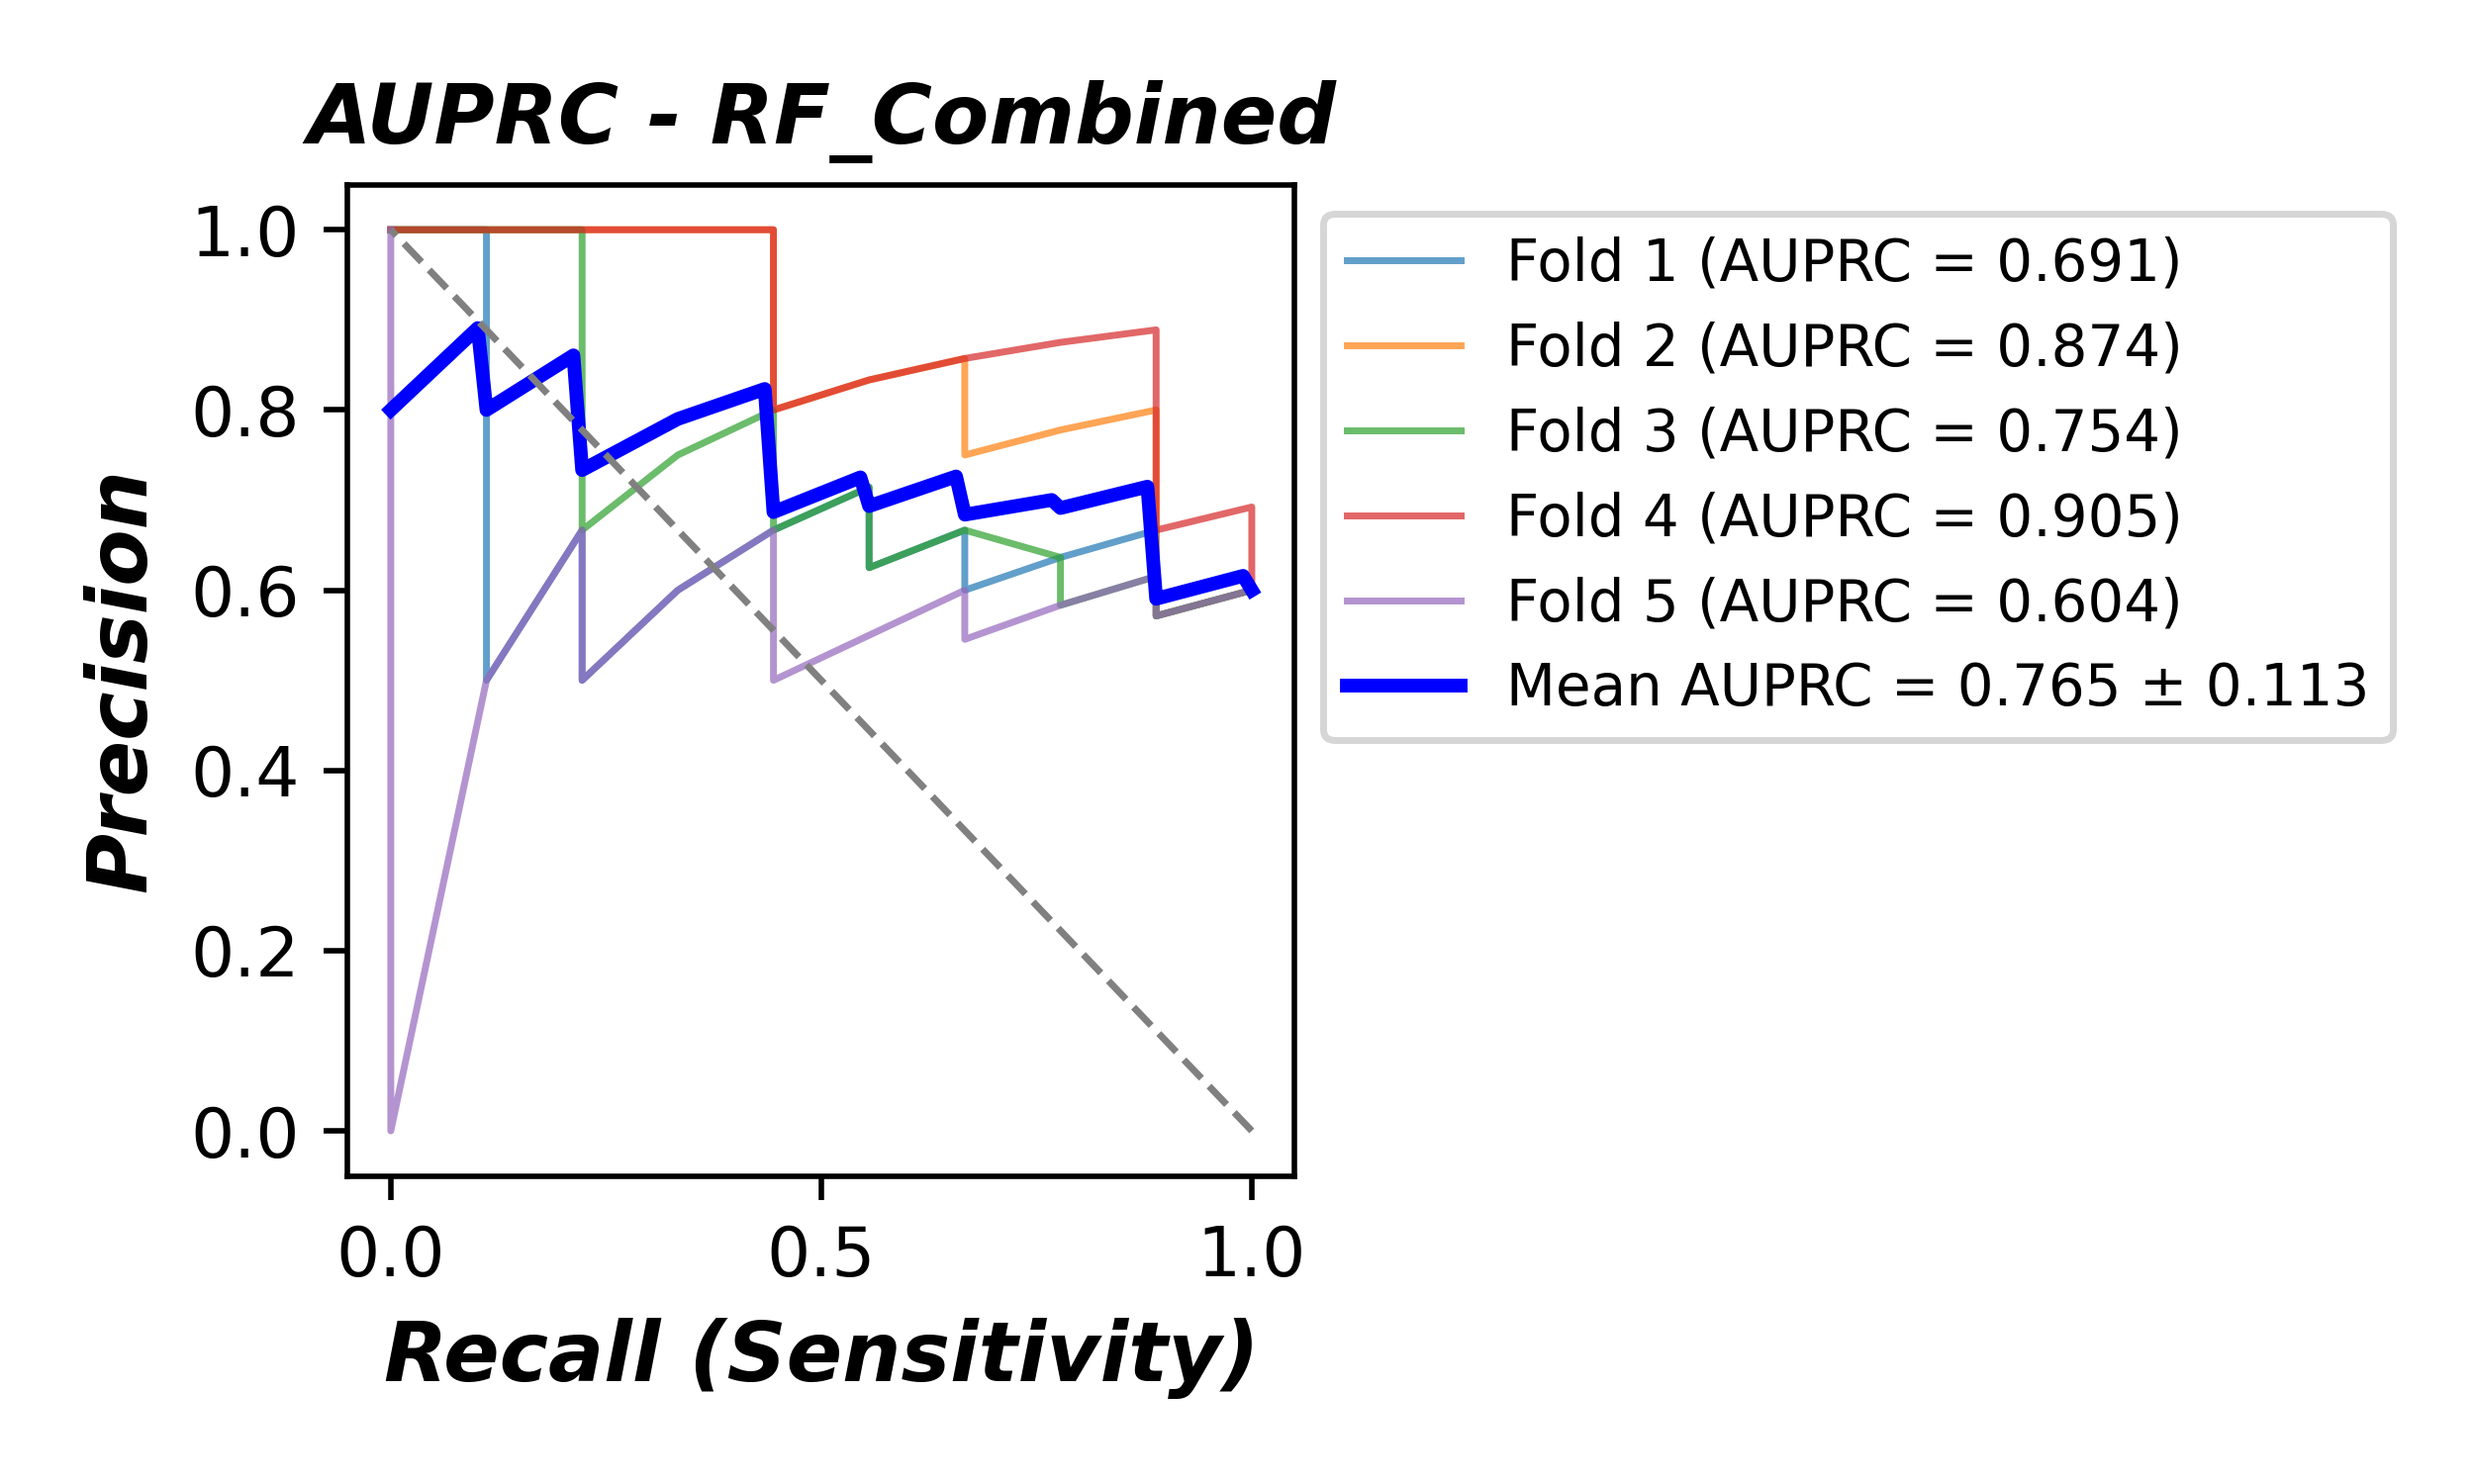 AUPRC - RF_Combined
Precision
1.0
0.8
0.6
0.4
0.2
0.0
0.0 0.5 1.0
Recall (Sensitivity)
Fold 1 (AUPRC = 0.691)
Fold 2 (AUPRC = 0.874)
Fold 3 (AUPRC = 0.754)
Fold 4 (AUPRC = 0.905)
Fold 5 (AUPRC = 0.604)
Mean AUPRC = 0.765 ± 0.113